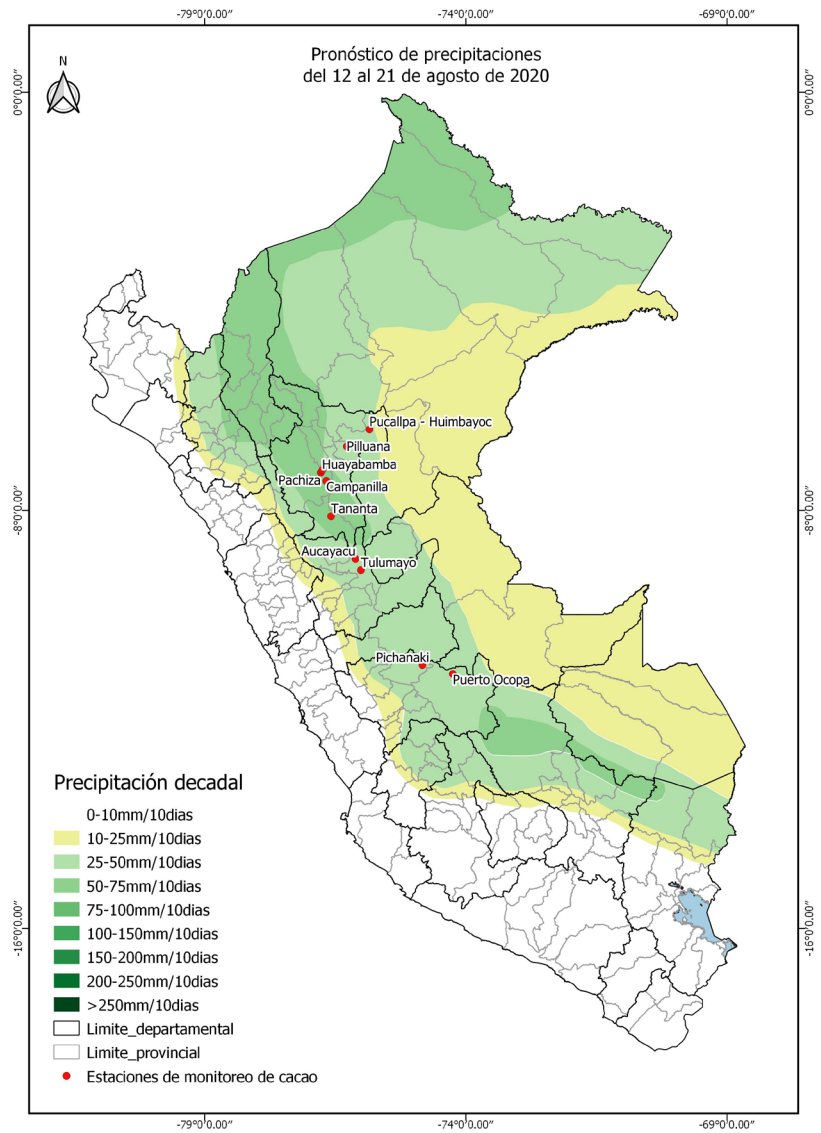 -79°0'0.00" -74°0'0.00" -69°0'0.00"
Pronóstico de precipitaciones
del 12 al 21 de agosto de 2020
N
0°0'0.00" 0°0'0.00"
Pucallpa - Huimbayoc
Pilluana
Huayabamba
Pachiza
Campanilla
Tananta
-8°0'0.00" -8°0'0.00"
Aucayacu
Tulumayo
Pichanaki
Puerto Ocopa
Precipitación decadal
0-10mm/10dias
10-25mm/10dias
25-50mm/10dias
50-75mm/10dias
75-100mm/10dias
100-150mm/10dias
150-200mm/10dias
200-250mm/10dias
>250mm/10dias
Limite_departamental
Limite_provincial
Estaciones de monitoreo de cacao
-16°0'0.00" -16°0'0.00"
-79°0'0.00" -74°0'0.00" -69°0'0.00"